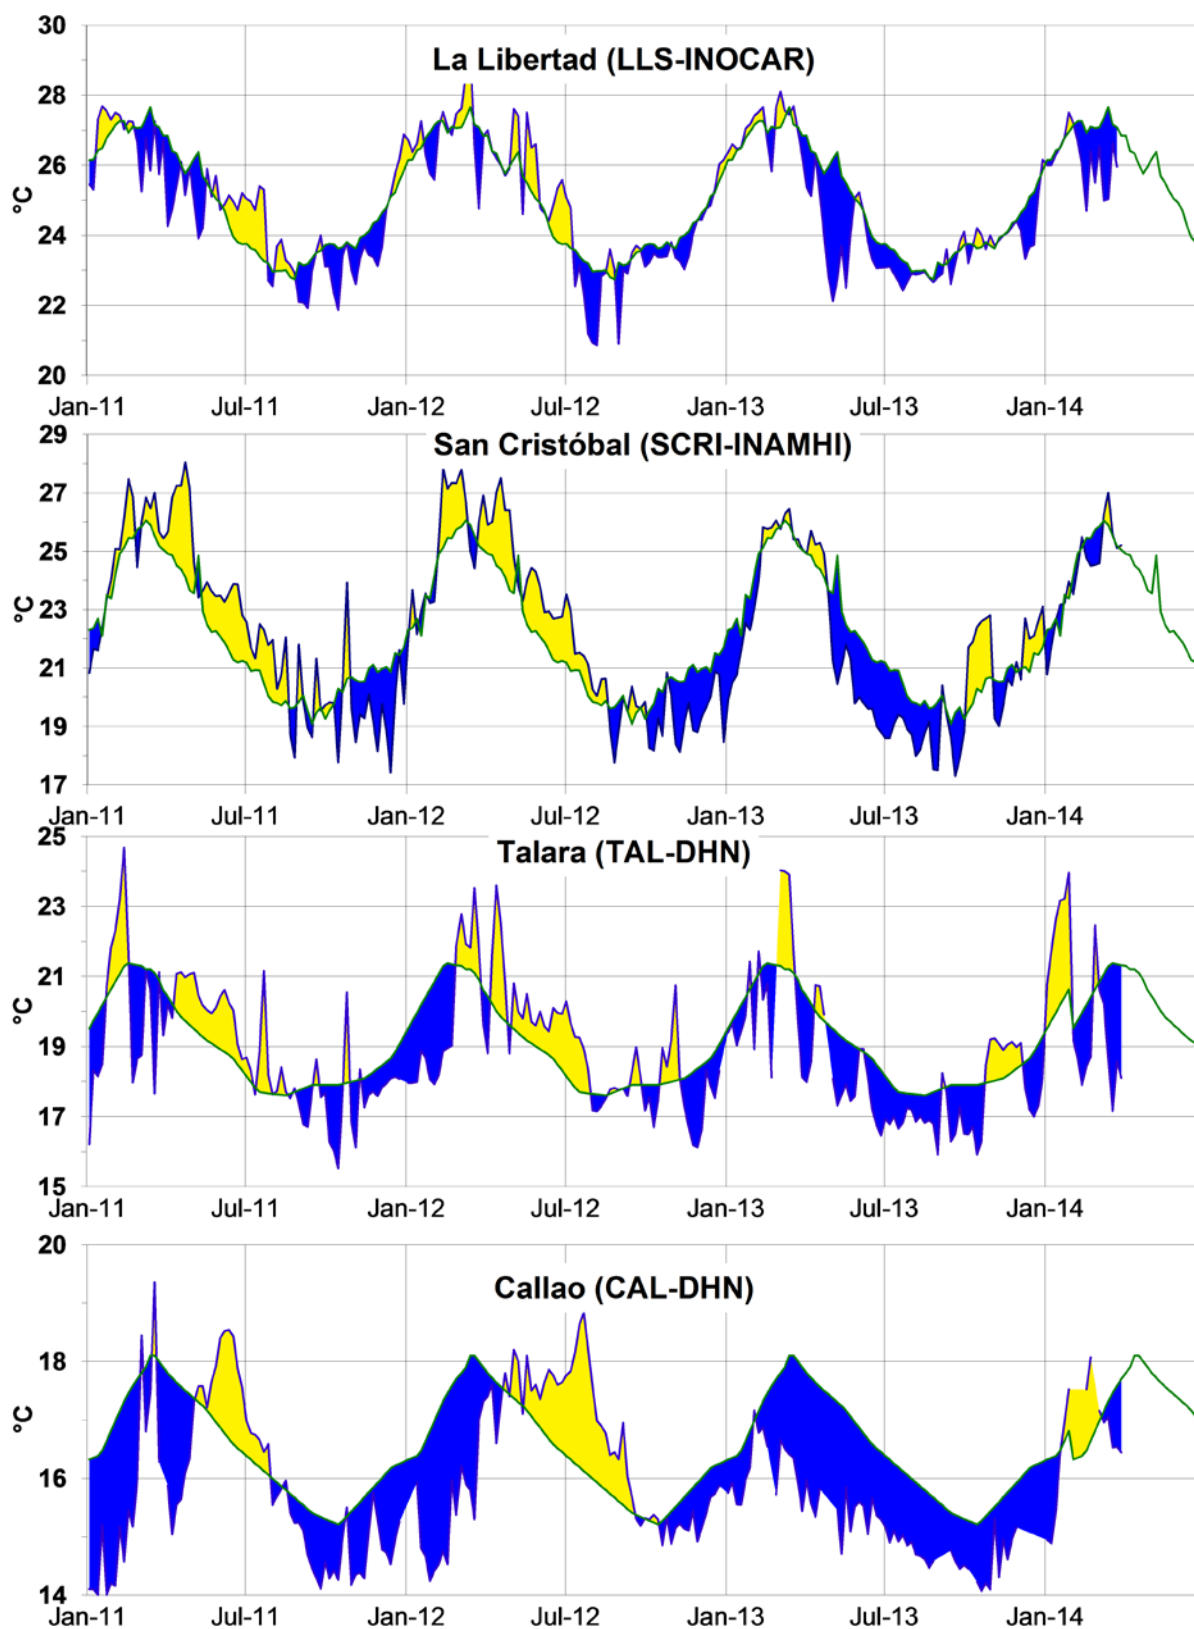 La Libertad (LLS-INOCAR)
30
28
26
24
22
20
°C
Jan-11 Jul-11 Jan-12 Jul-12 Jan-13 Jul-13 Jan-14
San Cristóbal (SCRI-INAMHI)
29
27
25
23
21
19
17
°C
Jan-11 Jul-11 Jan-12 Jul-12 Jan-13 Jul-13 Jan-14
Talara (TAL-DHN)
25
23
21
19
17
15
°C
Jan-11 Jul-11 Jan-12 Jul-12 Jan-13 Jul-13 Jan-14
Callao (CAL-DHN)
20
18
16
14
°C
Jan-11 Jul-11 Jan-12 Jul-12 Jan-13 Jul-13 Jan-14